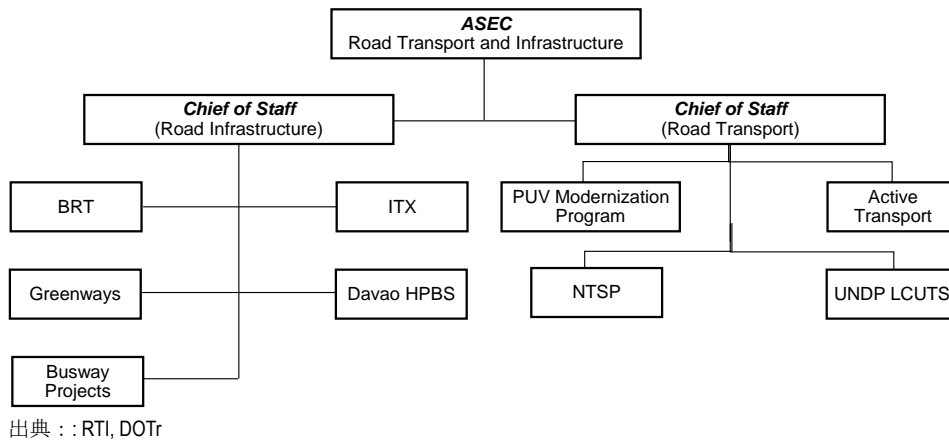 ASEC
Road Transport and Infrastructure
Chief of Staff
(Road Infrastructure)
Chief of Staff
(Road Transport)
BRT
ITX
PUV Modernization
Program
Active
Transport
Greenways
Davao HPBS
NTSP
UNDP LCUTS
Busway
Projects
出典：: RTI, DOTr